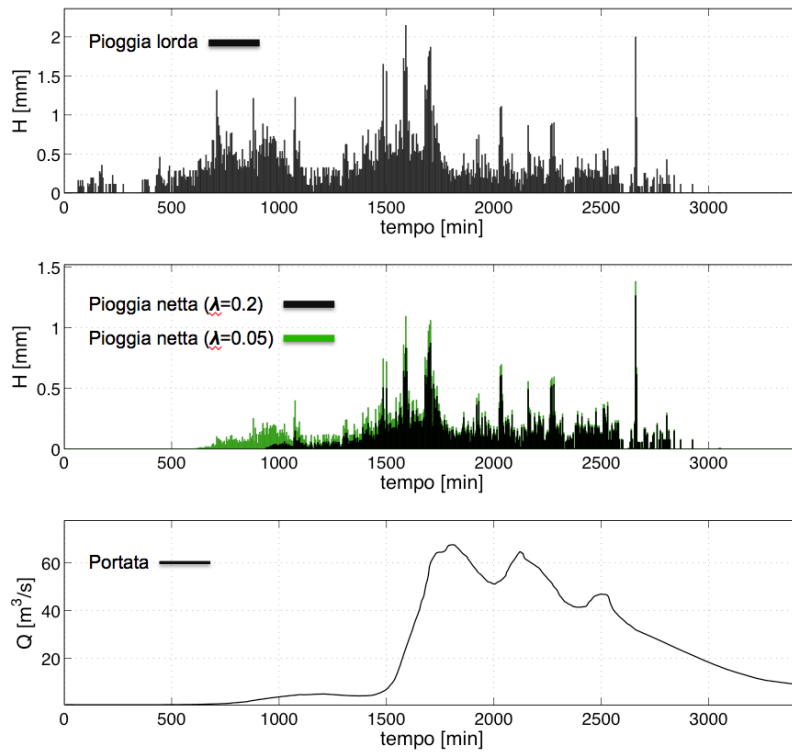 Pioggia lorda
H [mm]
2
1.5
1
0.5
0
0 500 1000 1500 2000 2500 3000
tempo [min]
Pioggia netta (λ=0.2)
Pioggia netta (λ=0.05)
H [mm]
1.5
1
0.5
0
0 500 1000 1500 2000 2500 3000
tempo [min]
Portata
Q [m³/s]
60
40
20
0 500 1000 1500 2000 2500 3000
tempo [min]